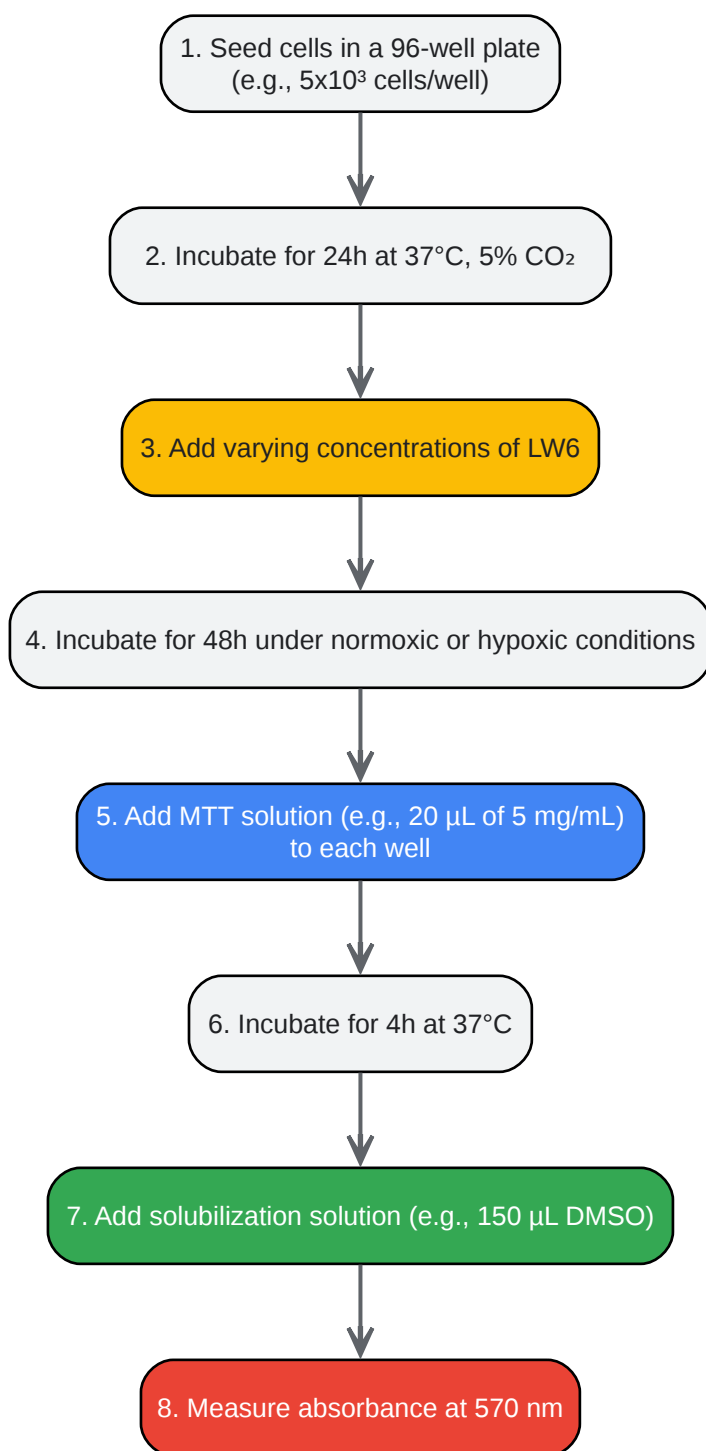 1. Seed cells in a 96-well plate
(e.g., 5x10³ cells/well)
2. Incubate for 24h at 37°C, 5% CO₂
3. Add varying concentrations of LW6
4. Incubate for 48h under normoxic or hypoxic conditions
5. Add MTT solution (e.g., 20 µL of 5 mg/mL)
to each well
6. Incubate for 4h at 37°C
7. Add solubilization solution (e.g., 150 µL DMSO)
8. Measure absorbance at 570 nm